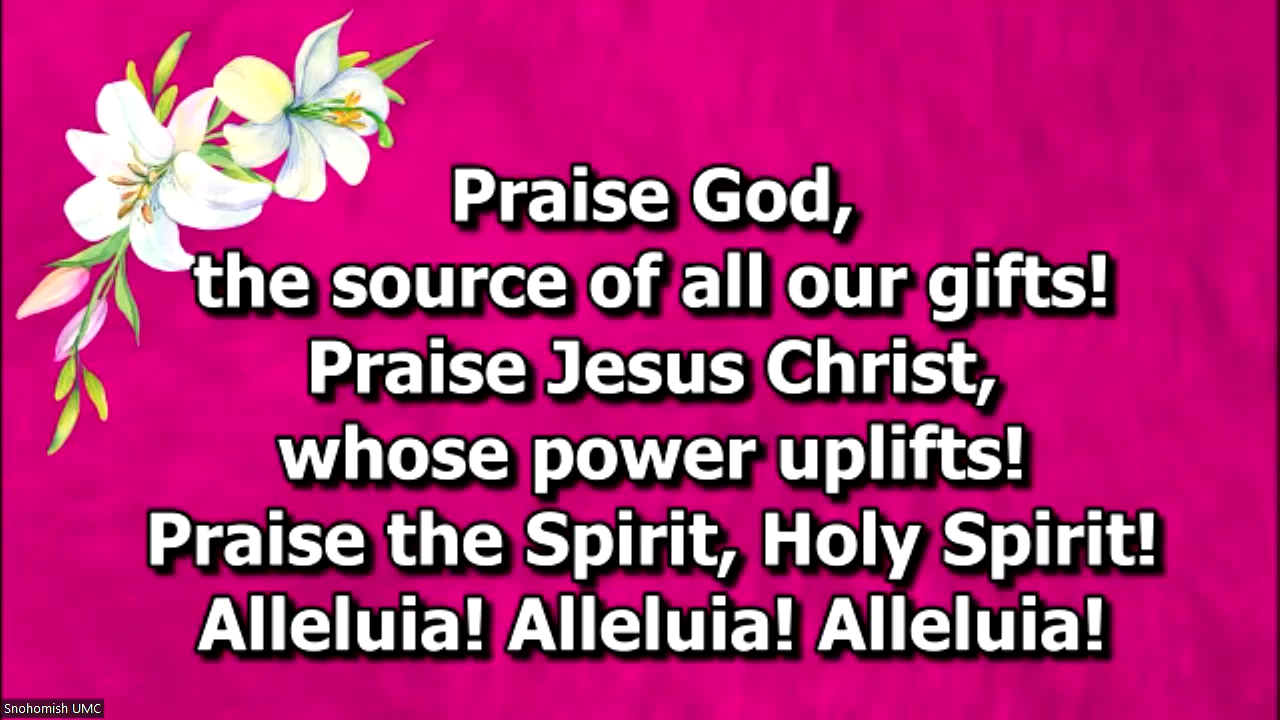 Praise God,
the source of all our gifts!
Praise Jesus Christ,
whose power uplifts!
Praise the Spirit, Holy Spirit!
Alleluia! Alleluia! Alleluia!
Snohomish UMC